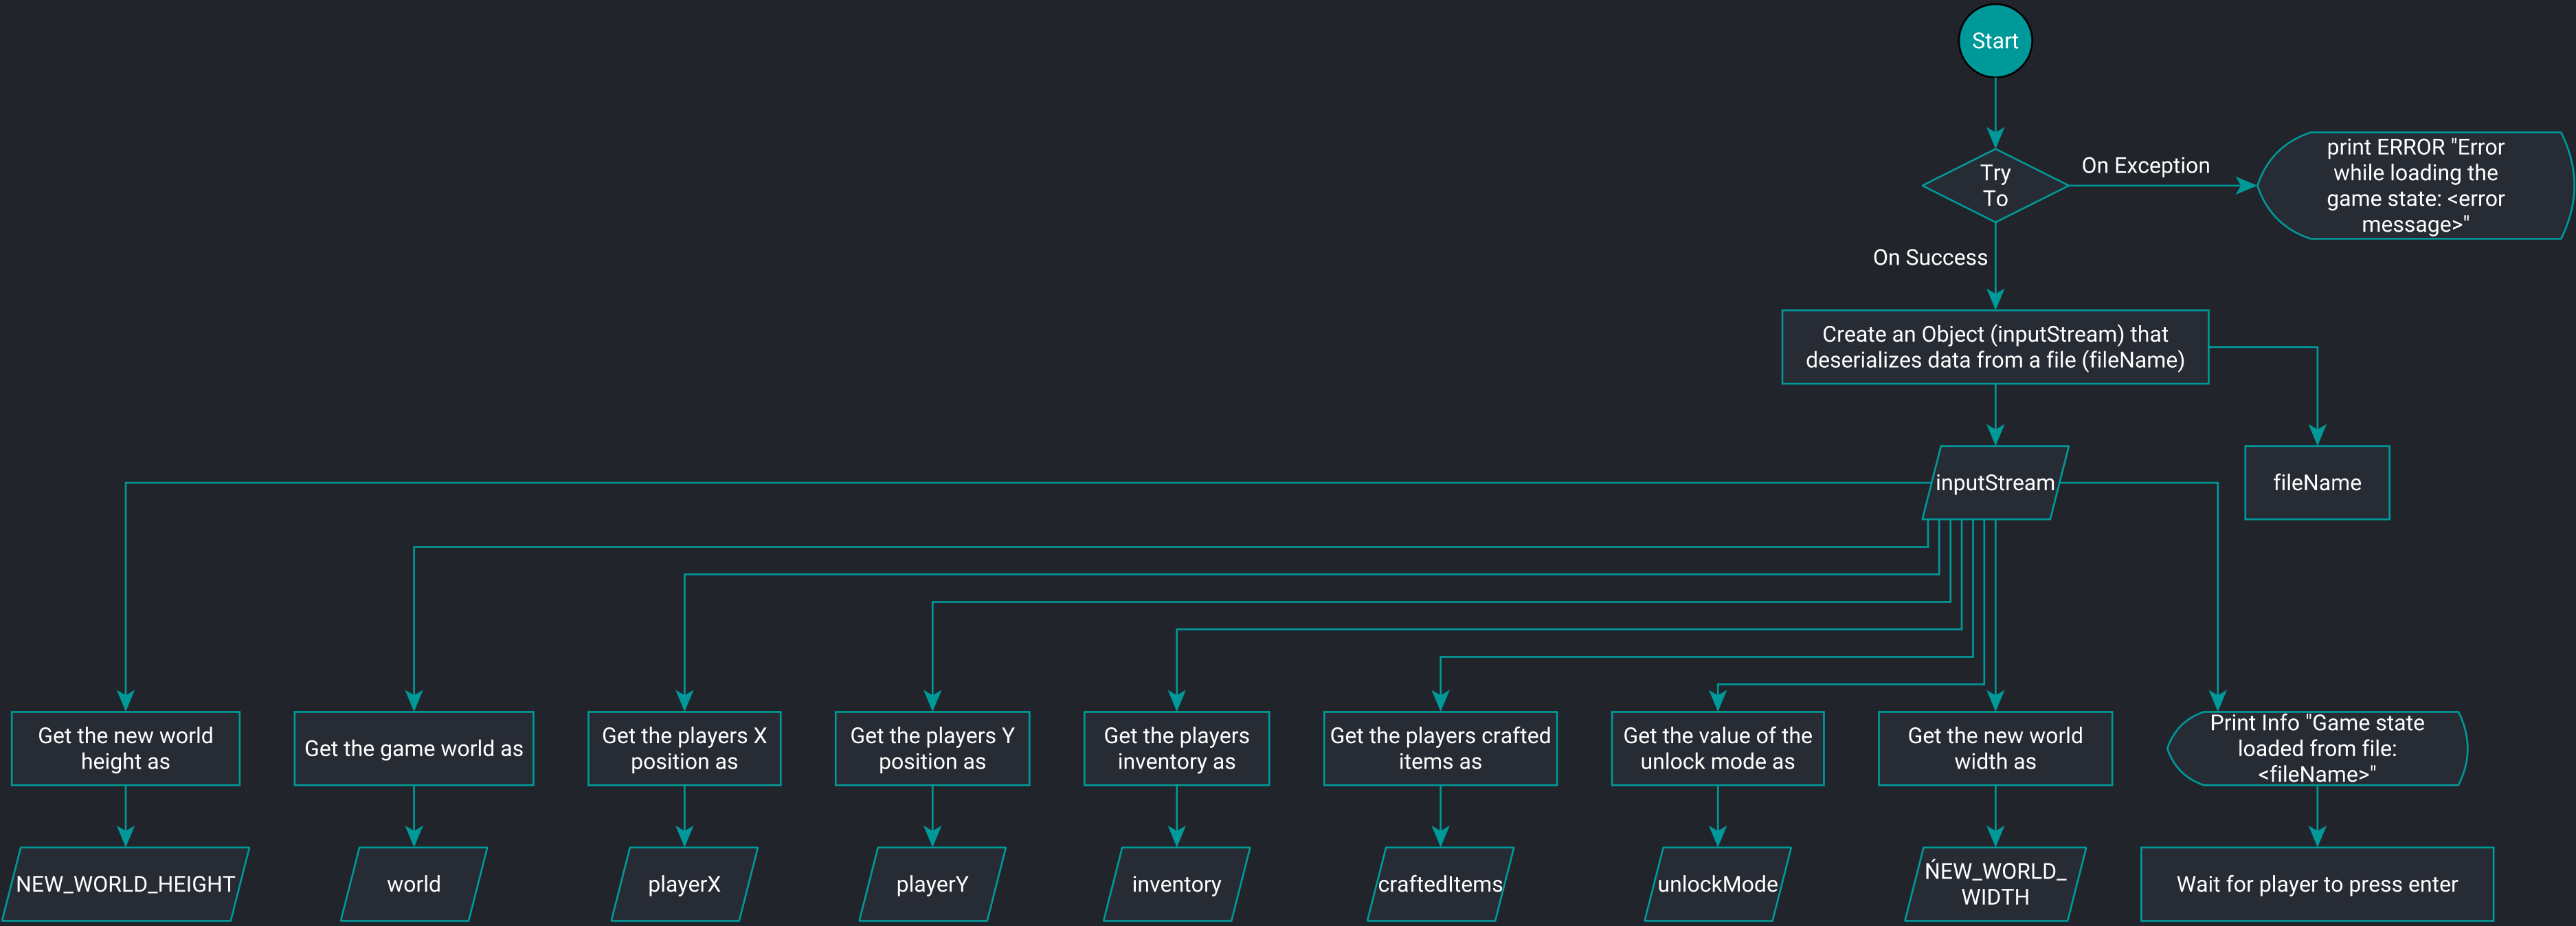 Start
Try
To
On Exception
print ERROR "Error
while loading the
game state: <error
message>"
On Success
Create an Object (inputStream) that
deserializes data from a file (fileName)
inputStream
fileName
Get the new world
height as
Get the game world as
Get the players X
position as
Get the players Y
position as
Get the players
inventory as
Get the players crafted
items as
Get the value of the
unlock mode as
Get the new world
width as
Print Info "Game state
loaded from file:
<fileName>"
NEW_WORLD_HEIGHT
world
playerX
playerY
inventory
craftedItems
unlockMode
ŃEW_WORLD_
WIDTH
Wait for player to press enter